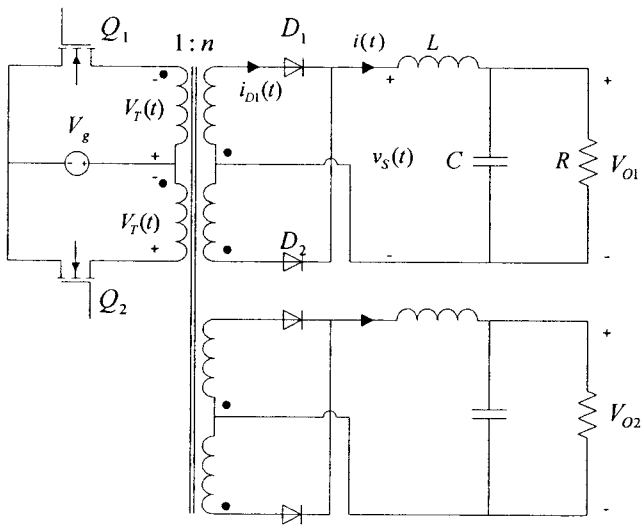 Q1
1 : n
D1
i(t)
L
+
-
VT(t)
iD1(t)
+
+
Vg
- +
+
-
vS(t)
C
R
VO1
VT(t)
+
D2
-
-
Q2
+
VO2
-